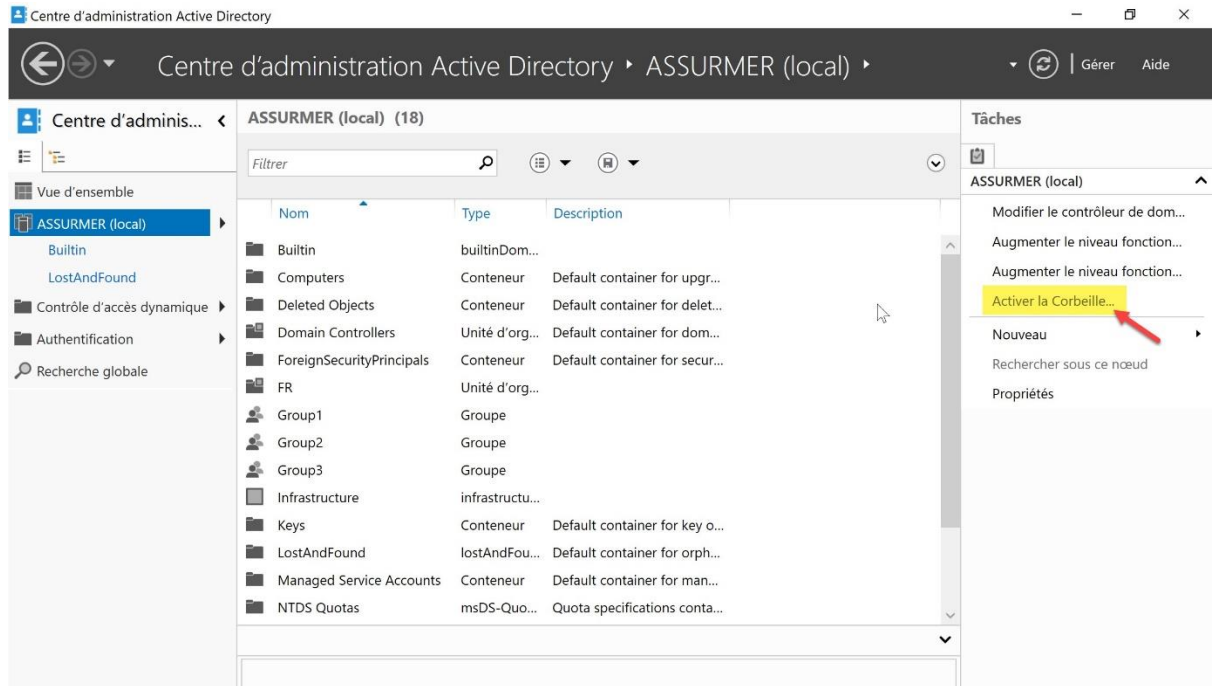 Centre d'administration Active Directory
Centre d'administration Active Directory ‣ ASSURMER (local) ‣
Gérer Aide
Centre d'adminis...
Vue d'ensemble
ASSURMER (local)
Builtin
LostAndFound
Contrôle d'accès dynamique
Authentification
Recherche globale
ASSURMER (local) (18)
Filtrer
Nom Type Description
Builtin builtinDom...
Computers Conteneur Default container for upgr...
Deleted Objects Conteneur Default container for delet...
Domain Controllers Unité d'org... Default container for dom...
ForeignSecurityPrincipals Conteneur Default container for secur...
FR Unité d'org...
Group1 Groupe
Group2 Groupe
Group3 Groupe
Infrastructure infrastructu...
Keys Conteneur Default container for key o...
LostAndFound lostAndFou... Default container for orph...
Managed Service Accounts Conteneur Default container for man...
NTDS Quotas msDS-Quo... Quota specifications conta...
Tâches
ASSURMER (local)
Modifier le contrôleur de dom...
Augmenter le niveau fonction...
Augmenter le niveau fonction...
Activer la Corbeille...
Nouveau
Rechercher sous ce nœud
Propriétés